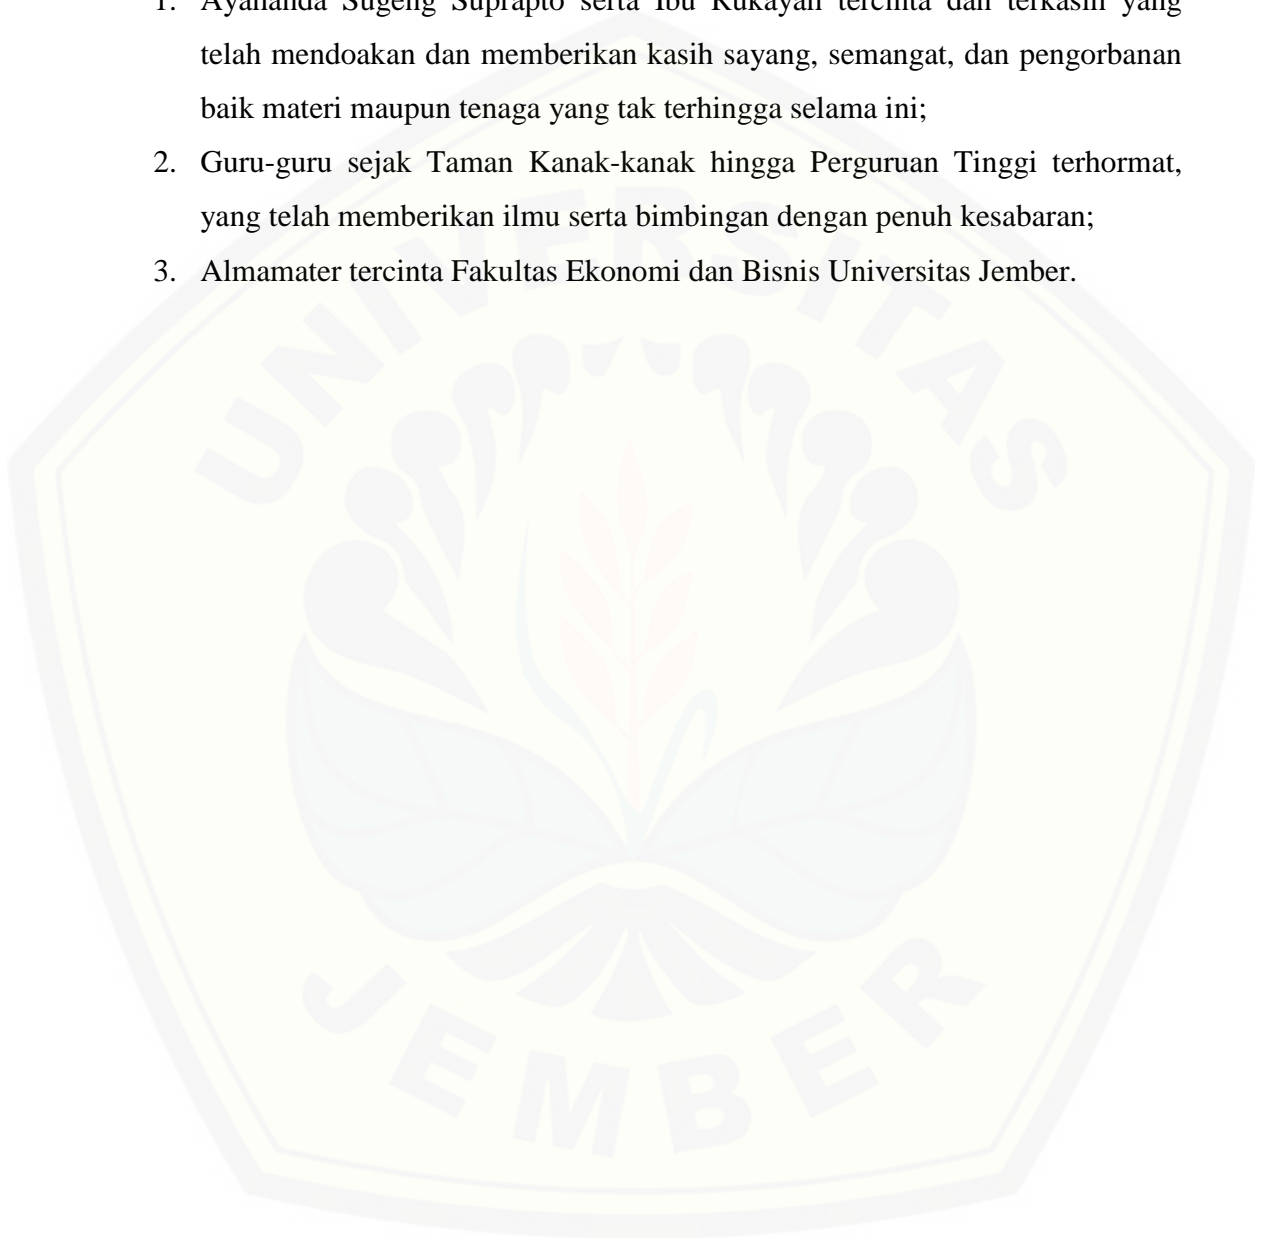 1. Ayahanda Sugeng Suprapto serta Ibu Rukayah tercinta dan terkasih yang
telah mendoakan dan memberikan kasih sayang, semangat, dan pengorbanan
baik materi maupun tenaga yang tak terhingga selama ini;
2. Guru-guru sejak Taman Kanak-kanak hingga Perguruan Tinggi terhormat,
yang telah memberikan ilmu serta bimbingan dengan penuh kesabaran;
3. Almamater tercinta Fakultas Ekonomi dan Bisnis Universitas Jember.
UNIVERSITAS
JEMBER